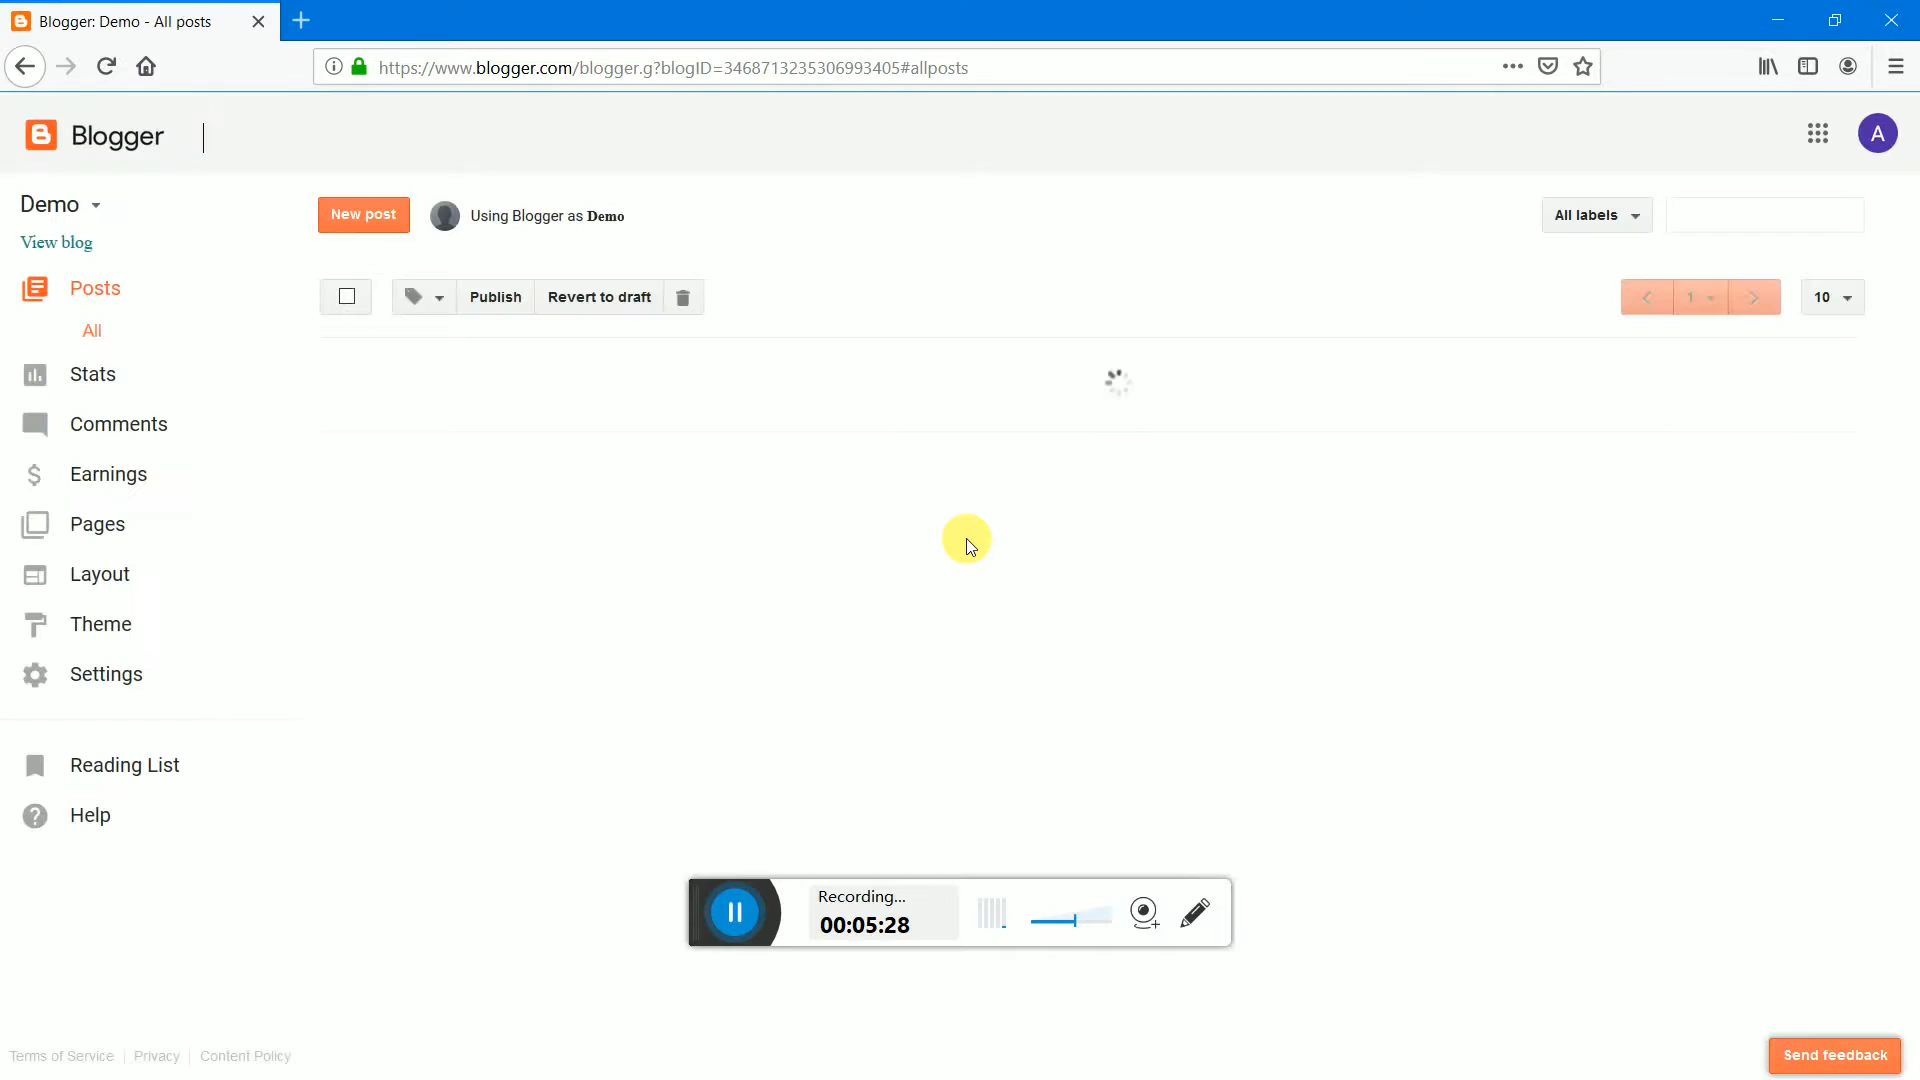 Blogger: Demo - All posts
https://www.blogger.com/blogger.g?blogID=3468713235306993405#allposts
Blogger
A
Demo
View blog
New post
Using Blogger as Demo
All labels
Posts
All
Publish
Revert to draft
1
10
Stats
Comments
Earnings
Pages
Layout
Theme
Settings
Reading List
Help
Recording...
00:05:28
Terms of Service
Privacy
Content Policy
Send feedback